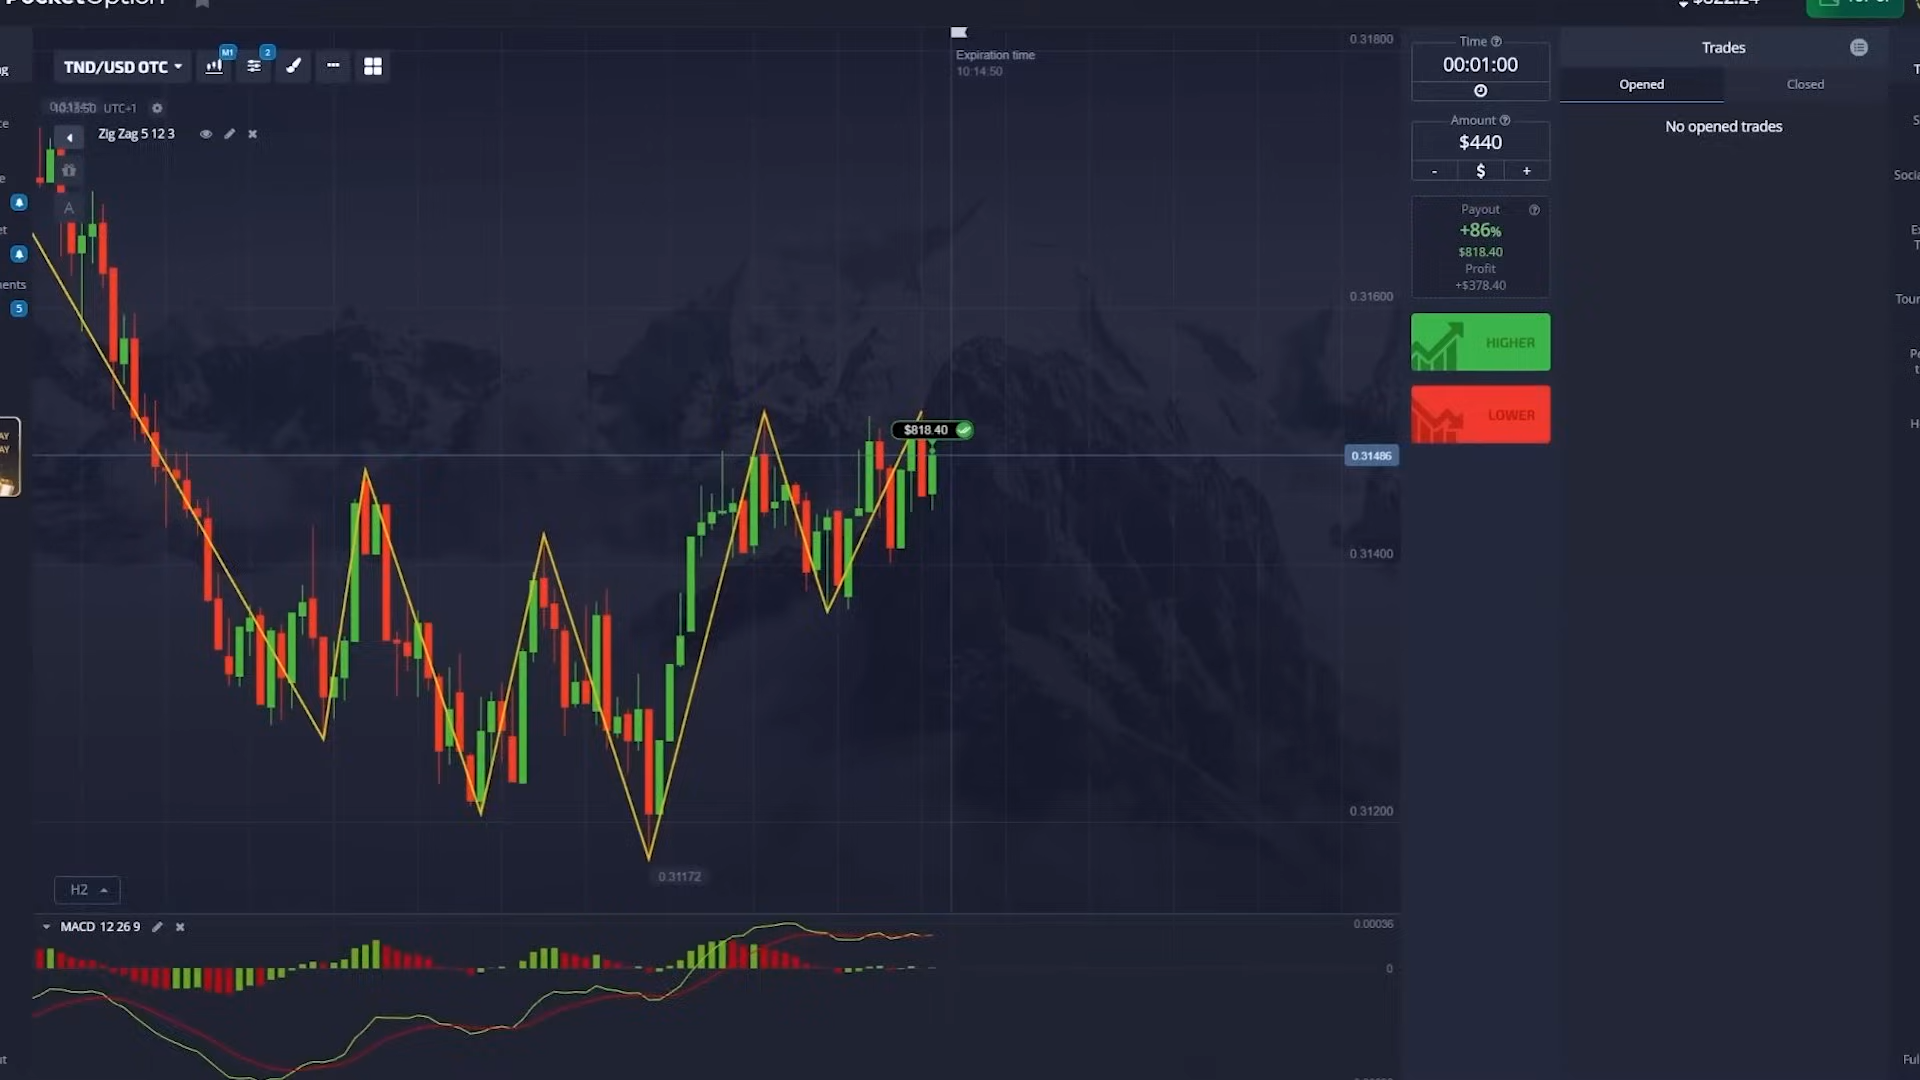 TND/USD OTC
M1
2
UTC+1
Zig Zag 5 12 3
A
5
Expiration time
10:14:50
0.31800
0.31600
0.31486
0.31400
0.31200
$818.40
0.31172
H2
MACD 12 26 9
0.00036
0
Time
00:01:00
Amount
$440
- $ +
Payout
+86%
$818.40
Profit
+$378.40
HIGHER
LOWER
Trades
Opened Closed
No opened trades